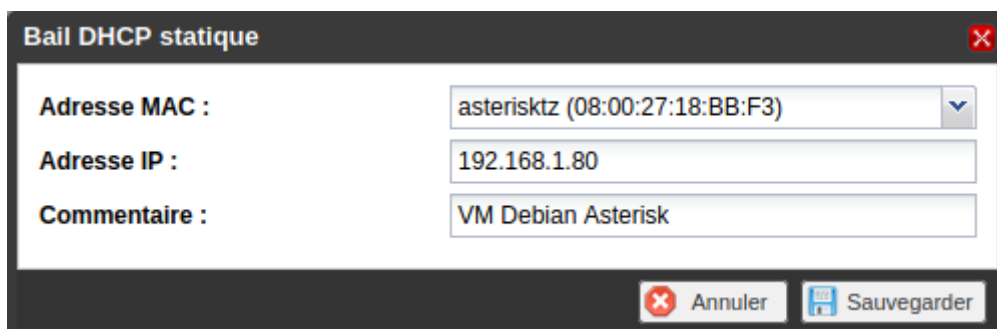 Bail DHCP statique
Adresse MAC : asterisktz (08:00:27:18:BB:F3)
Adresse IP : 192.168.1.80
Commentaire : VM Debian Asterisk
Annuler Sauvegarder